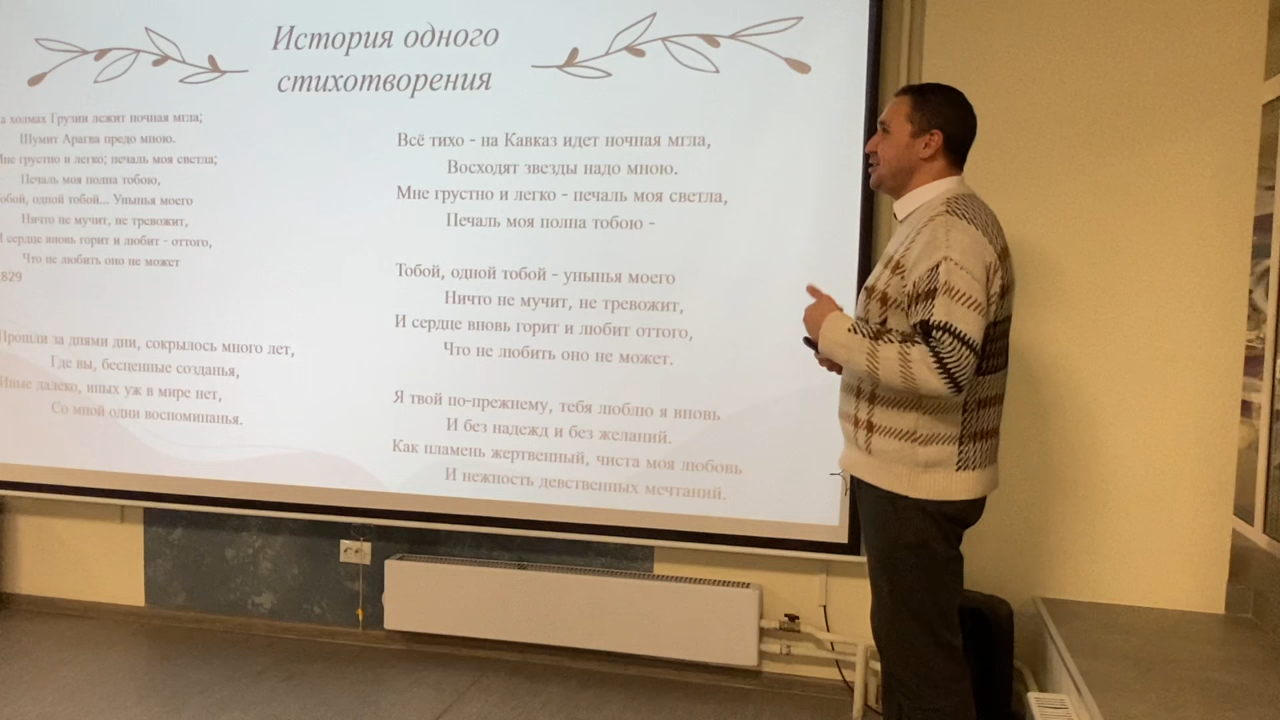 История одного
стихотворения
а холмах Грузии лежит ночная мгла;
Шумит Арагва предо мною.
Мне грустно и легко; печаль моя светла;
Печаль моя полна тобою,
обой, одной тобой... Унынья моего
Ничто не мучит, не тревожит,
И сердце вновь горит и любит - оттого,
Что не любить оно не может
829
Прошли за днями дни, сокрылось много лет,
Где вы, бесценные созданья,
Иные далеко, иных уж в мире нет,
Со мной одни воспоминанья.
Всё тихо - на Кавказ идет ночная мгла,
Восходят звезды надо мною.
Мне грустно и легко - печаль моя светла,
Печаль моя полна тобою -
Тобой, одной тобой - унынья моего
Ничто не мучит, не тревожит,
И сердце вновь горит и любит оттого,
Что не любить оно не может.
Я твой по-прежнему, тебя люблю я вновь
И без надежд и без желаний.
Как пламень жертвенный, чиста моя любовь
И нежность девственных мечтаний.